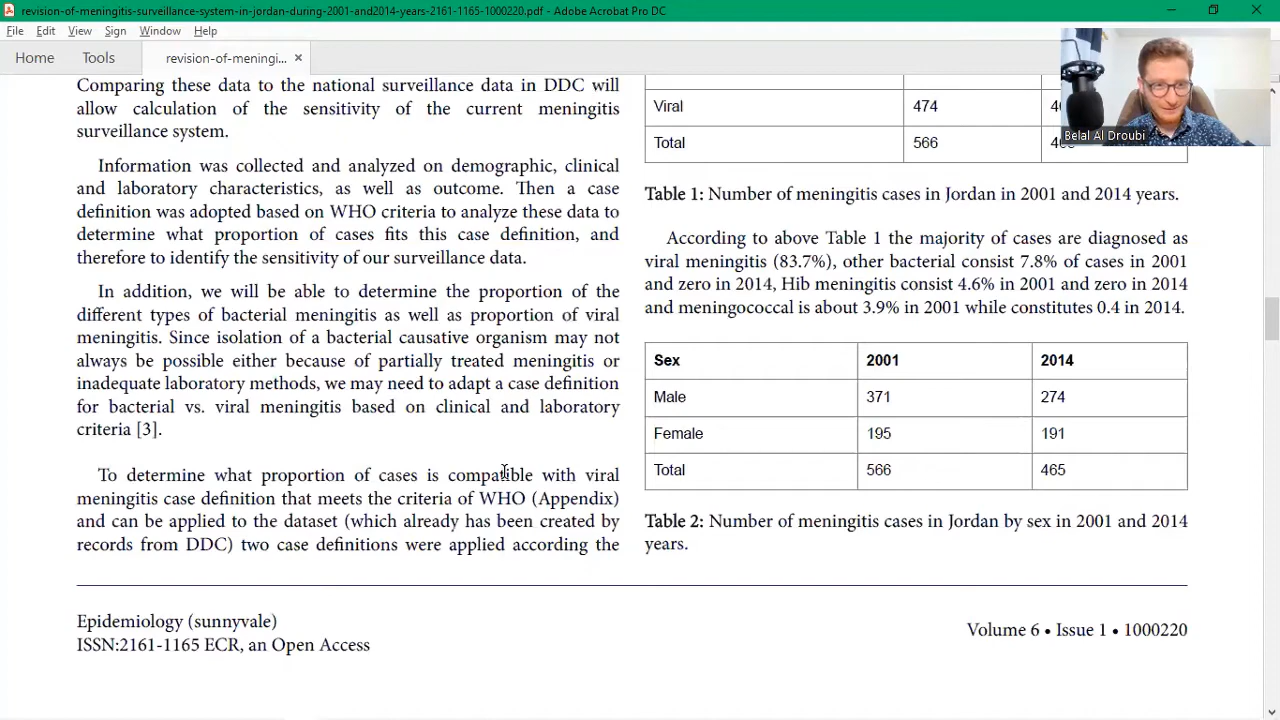 revision-of-meningitis-surveillance-system-in-jordan-during-2001-and2014-years-2161-1165-1000220.pdf - Adobe Acrobat Pro DC
File Edit View Sign Window Help
Home Tools revision-of-meningi... ×
Belal Al Droubi
Comparing these data to the national surveillance data in DDC will
allow calculation of the sensitivity of the current meningitis
surveillance system.
Information was collected and analyzed on demographic, clinical
and laboratory characteristics, as well as outcome. Then a case
definition was adopted based on WHO criteria to analyze these data to
determine what proportion of cases fits this case definition, and
therefore to identify the sensitivity of our surveillance data.
In addition, we will be able to determine the proportion of the
different types of bacterial meningitis as well as proportion of viral
meningitis. Since isolation of a bacterial causative organism may not
always be possible either because of partially treated meningitis or
inadequate laboratory methods, we may need to adapt a case definition
for bacterial vs. viral meningitis based on clinical and laboratory
criteria [3].
To determine what proportion of cases is compatible with viral
meningitis case definition that meets the criteria of WHO (Appendix)
and can be applied to the dataset (which already has been created by
records from DDC) two case definitions were applied according the
Viral 474
Total 566
Table 1: Number of meningitis cases in Jordan in 2001 and 2014 years.
According to above Table 1 the majority of cases are diagnosed as
viral meningitis (83.7%), other bacterial consist 7.8% of cases in 2001
and zero in 2014, Hib meningitis consist 4.6% in 2001 and zero in 2014
and meningococcal is about 3.9% in 2001 while constitutes 0.4 in 2014.
Sex 2001 2014
Male 371 274
Female 195 191
Total 566 465
Table 2: Number of meningitis cases in Jordan by sex in 2001 and 2014
years.
Epidemiology (sunnyvale)
ISSN:2161-1165 ECR, an Open Access
Volume 6 • Issue 1 • 1000220